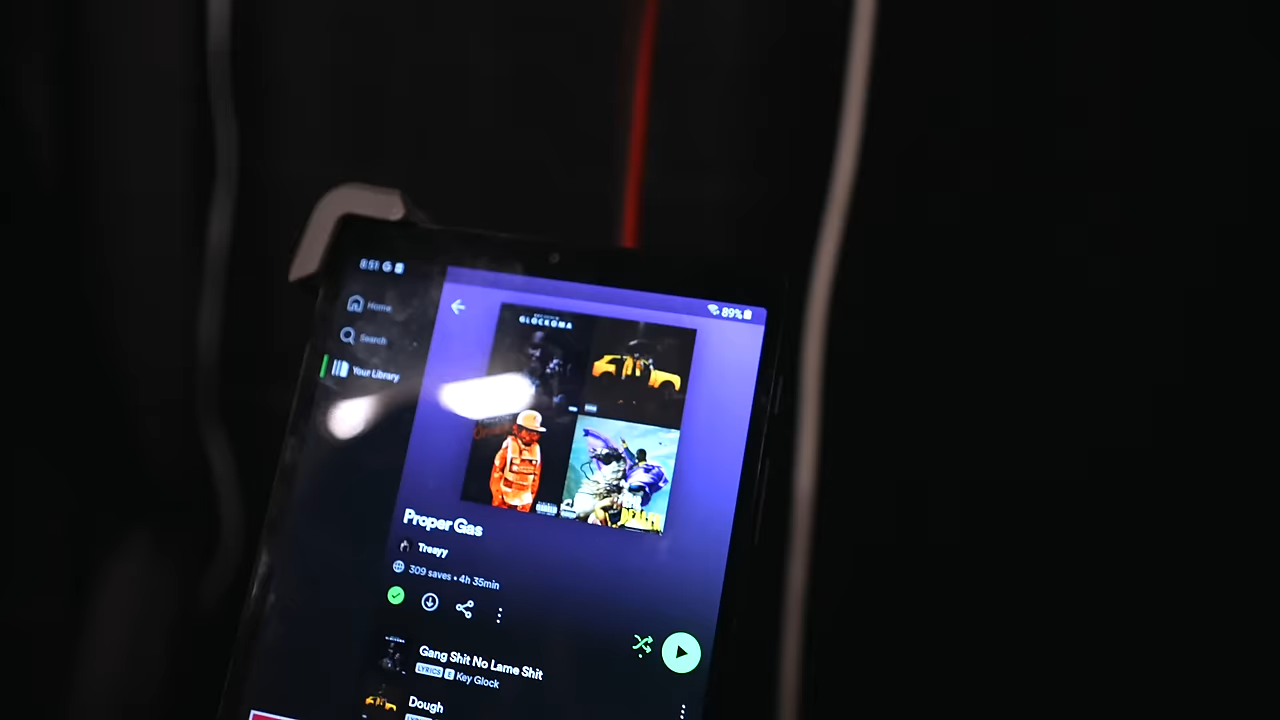 8:51
89%
Home
Search
Your Library
GLOCKOMA
Proper Gas
Treayy
309 saves • 4h 35min
Gang Shit No Lame Shit
LYRICS E Key Glock
Dough